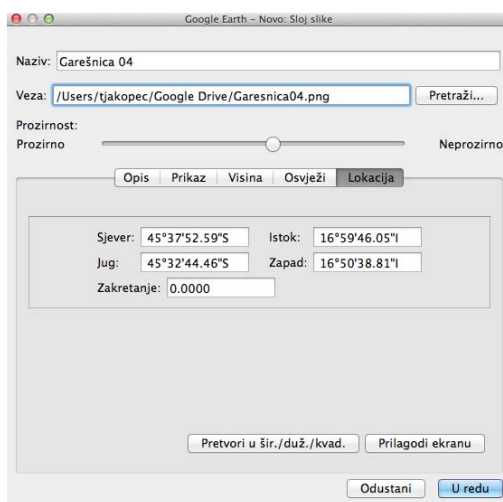 Google Earth – Novo: Sloj slike
Naziv: Garešnica 04
Veza: /Users/tjakopec/Google Drive/Garesnica04.png Pretraži...
Prozirnost:
Prozirno Neprozirno
Opis Prikaz Visina Osvježi Lokacija
Sjever: 45°37'52.59"S Istok: 16°59'46.05"I
Jug: 45°32'44.46"S Zapad: 16°50'38.81"I
Zakretanje: 0.0000
Pretvori u šir./duž./kvad. Prilagodi ekranu
Odustani U redu